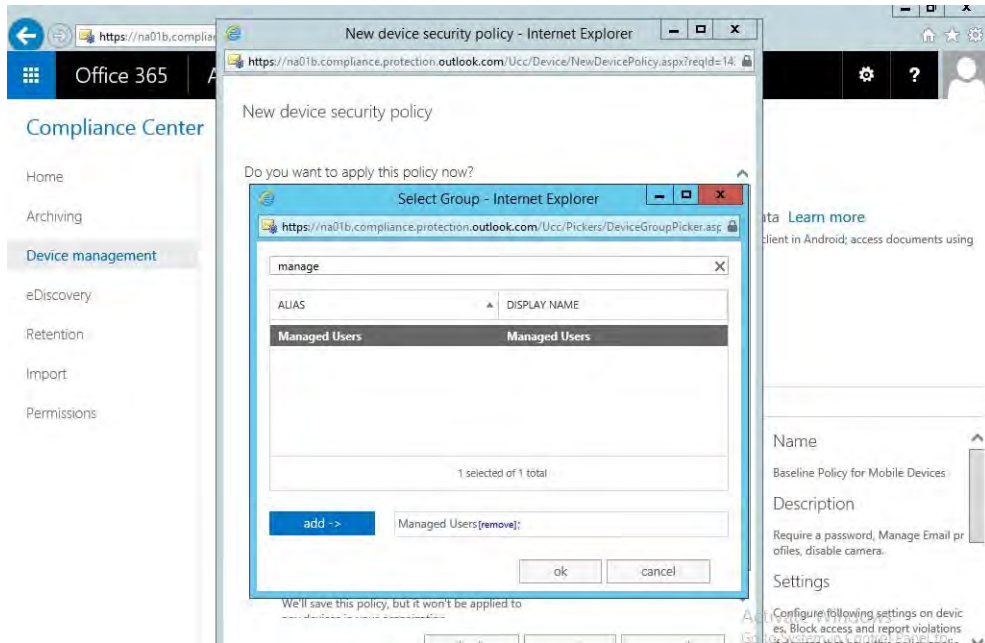 https://na01b.complia
Office 365
A
?
New device security policy - Internet Explorer
https://na01b.compliance.protection.outlook.com/Ucc/Device/NewDevicePolicy.aspx?reqId=14
Compliance Center
Home
Archiving
Device management
eDiscovery
Retention
Import
Permissions
New device security policy
Do you want to apply this policy now?
Select Group - Internet Explorer
https://na01b.compliance.protection.outlook.com/Ucc/Pickers/DeviceGroupPicker.asp
manage
ALIAS
DISPLAY NAME
Managed Users
Managed Users
1 selected of 1 total
add ->
Managed Users[remove];
ok
cancel
We'll save this policy, but it won't be applied to
ata Learn more
client in Android; access documents using
Name
Baseline Policy for Mobile Devices
Description
Require a password, Manage Email pr
ofiles, disable camera.
Settings
Configure following settings on devic
es, Block access and report violations